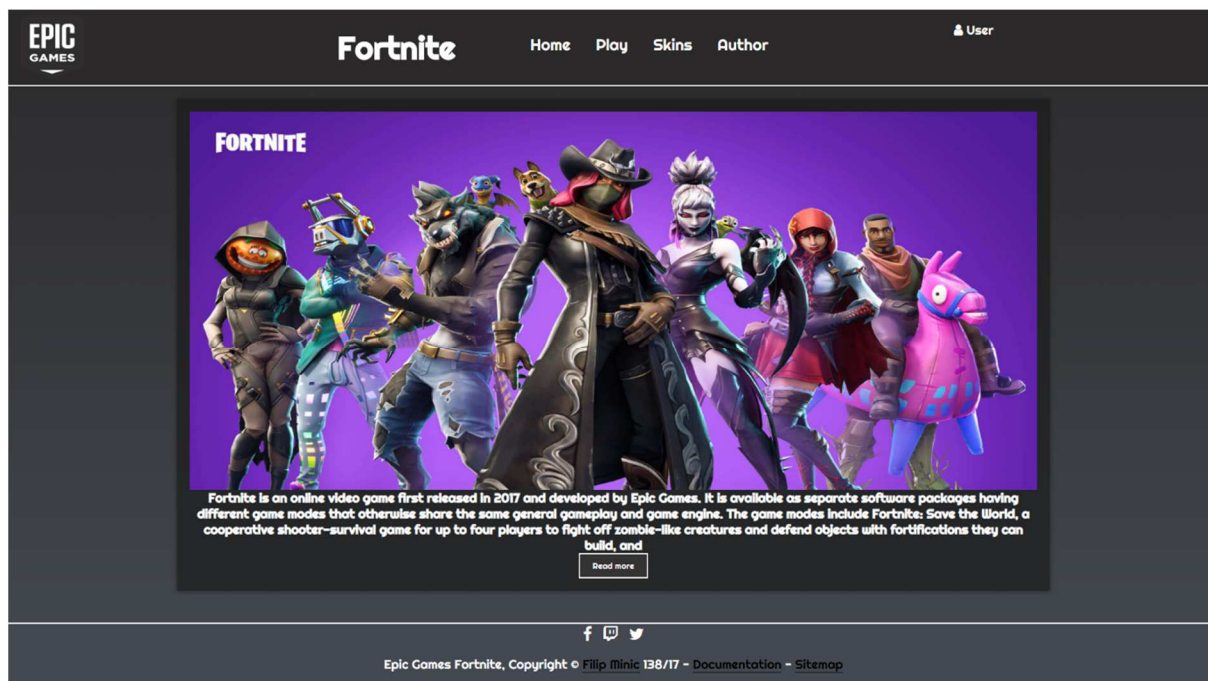 EPIC
GAMES
Fortnite
Home Play Skins Author
User
FORTNITE
Fortnite is an online video game first released in 2017 and developed by Epic Games. It is available as separate software packages having
different game modes that otherwise share the same general gameplay and game engine. The game modes include Fortnite: Save the World, a
cooperative shooter-survival game for up to four players to fight off zombie-like creatures and defend objects with fortifications they can
build, and
Read more
Epic Games Fortnite, Copyright © Filip Minic 138/17 - Documentation - Sitemap